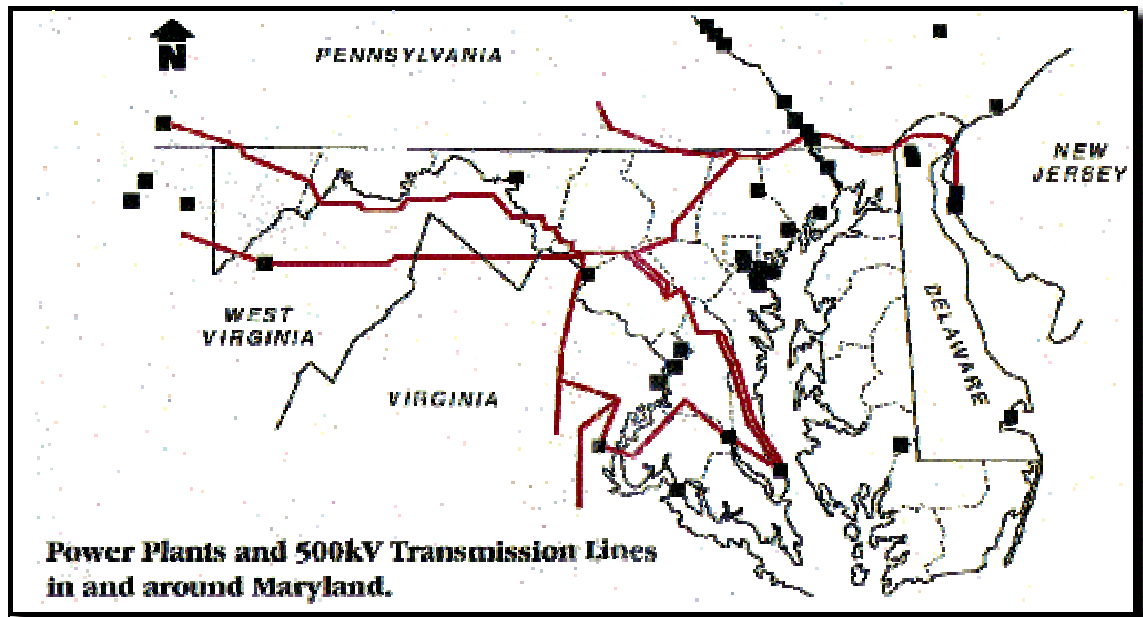 N
PENNSYLVANIA
NEW
JERSEY
WEST
VIRGINIA
DELAWARE
VIRGINIA
Power Plants and 500kV Transmission Lines
in and around Maryland.